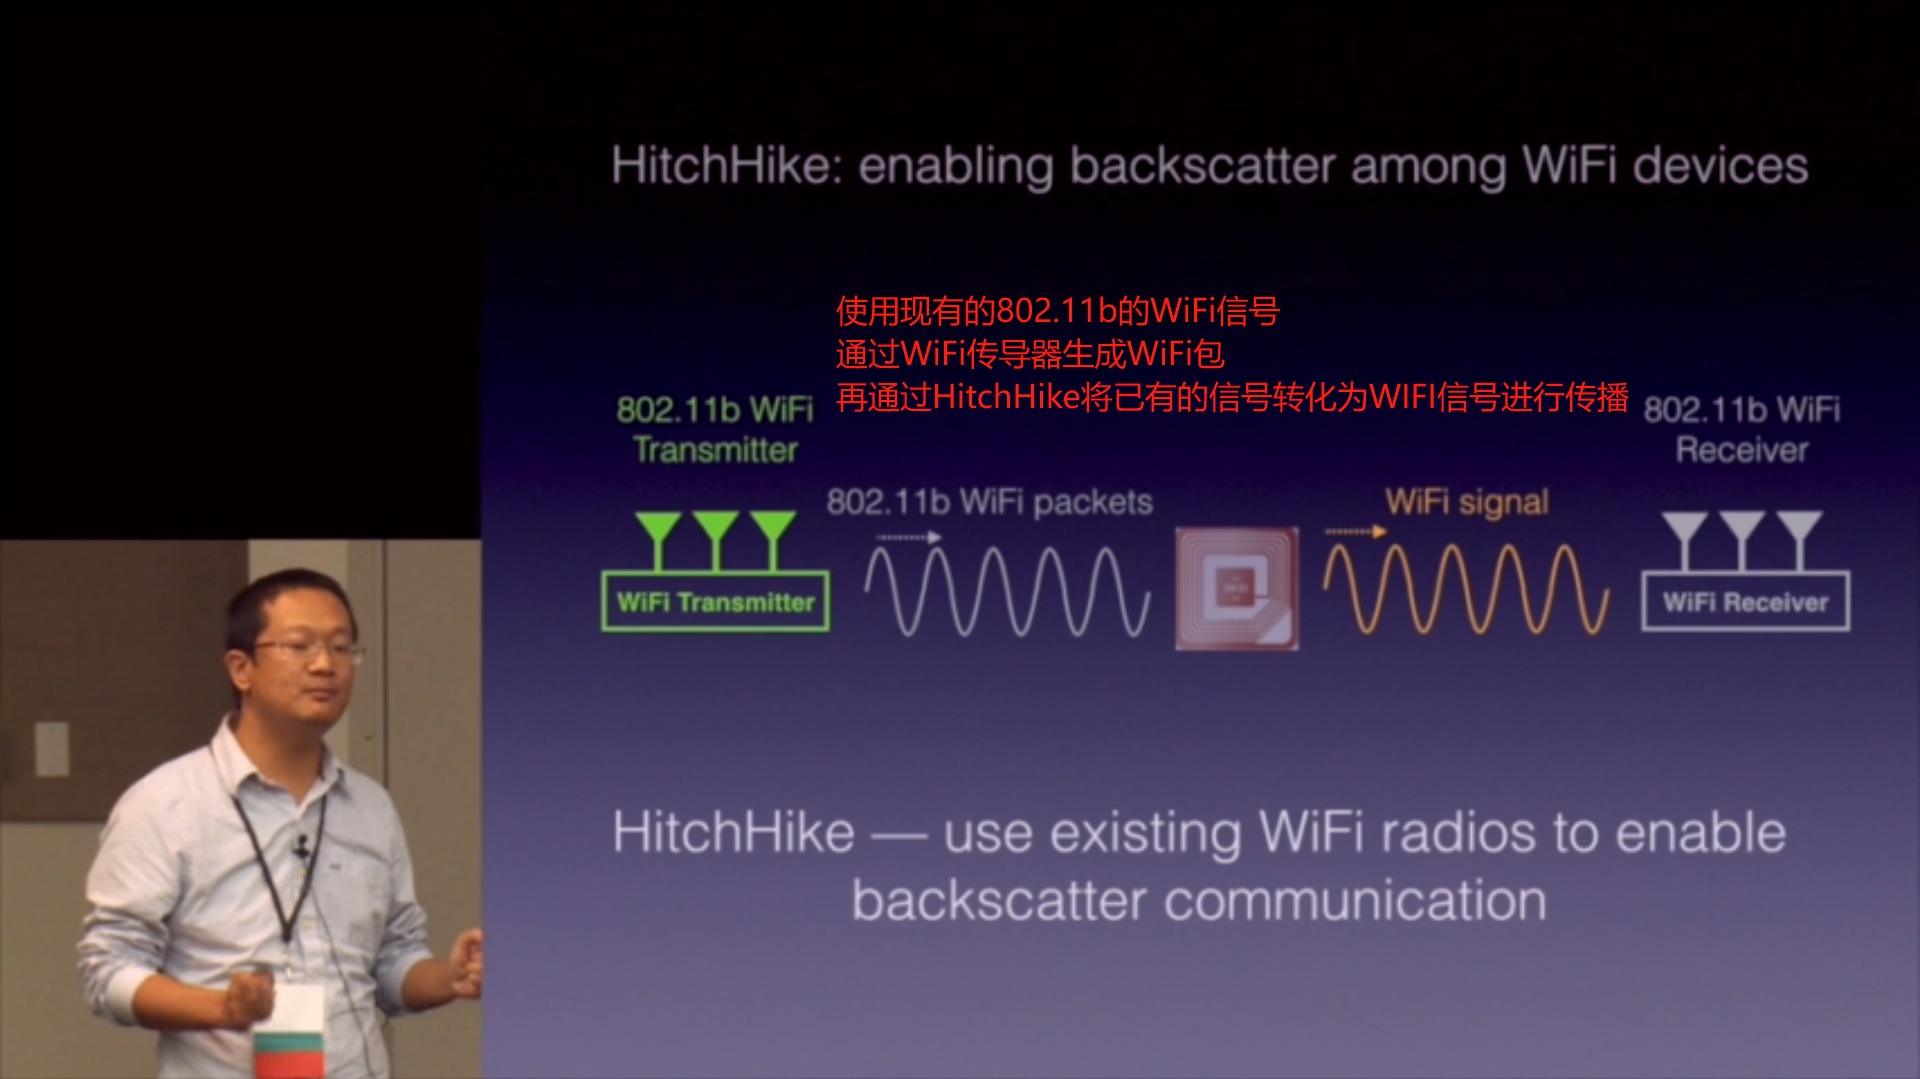 HitchHike: enabling backscatter among WiFi devices
使用现有的802.11b的WiFi信号
通过WiFi传导器生成WiFi包
再通过HitchHike将已有的信号转化为WIFI信号进行传播
802.11b WiFi
Transmitter
802.11b WiFi
Receiver
802.11b WiFi packets
WiFi signal
WiFi Transmitter
WiFi Receiver
HitchHike — use existing WiFi radios to enable
backscatter communication